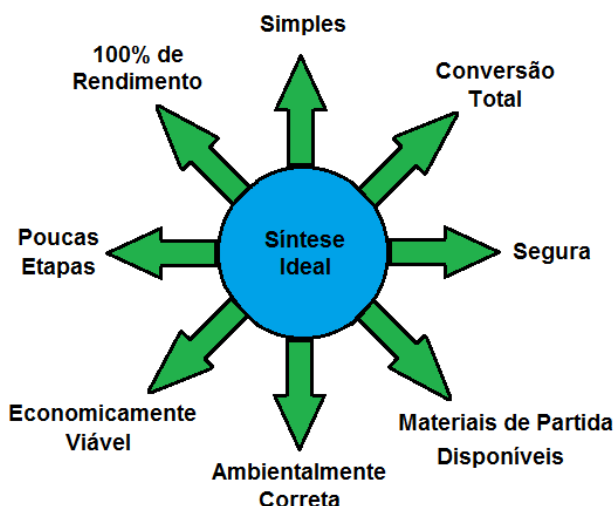 Simples
100% de
Rendimento
Conversão
Total
Poucas
Etapas
Síntese
Ideal
Segura
Economicamente
Viável
Materiais de Partida
Disponíveis
Ambientalmente
Correta